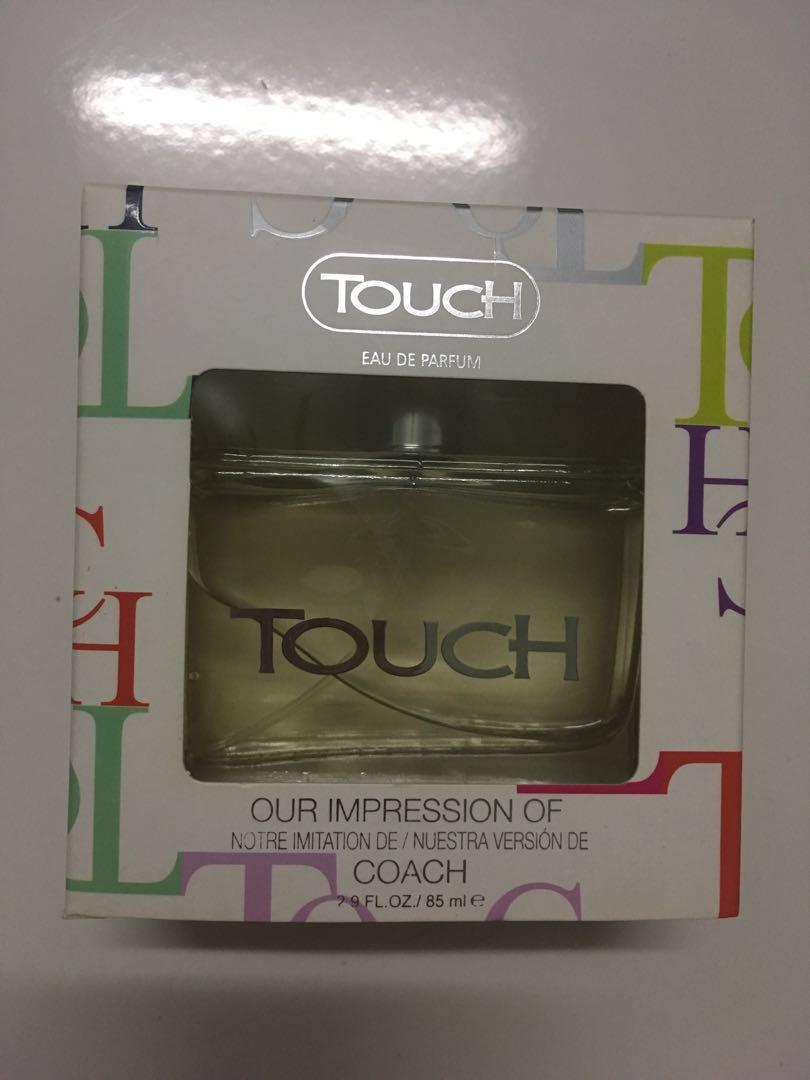 TOUCH
EAU DE PARFUM
TOUCH
OUR IMPRESSION OF
NOTRE IMITATION DE / NUESTRA VERSIÓN DE
COACH
2.9 FL.OZ./ 85 ml e